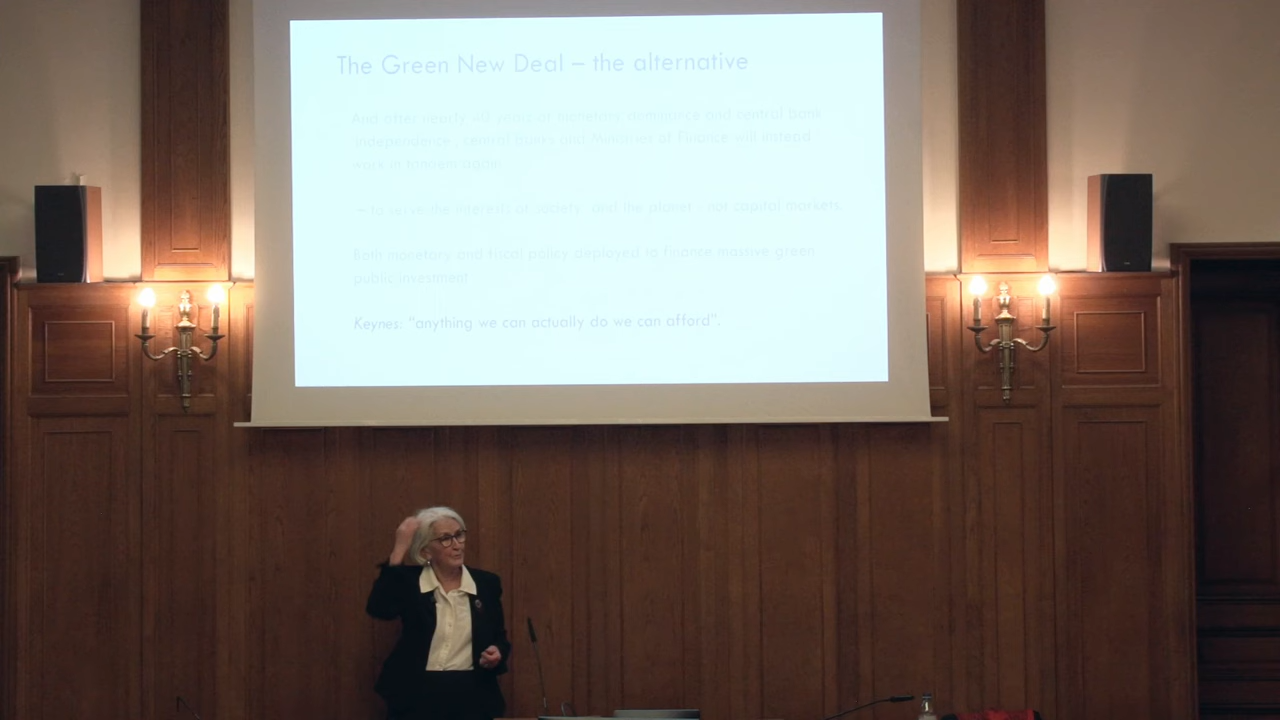 The Green New Deal – the alternative
And after nearly 40 years of monetary dominance and central bank
independence, central banks and Ministries of Finance will instead
work in tandem again
– to serve the interests of society and the planet not capital markets.
Both monetary and fiscal policy deployed to finance massive green
public investment
Keynes: “anything we can actually do we can afford”.